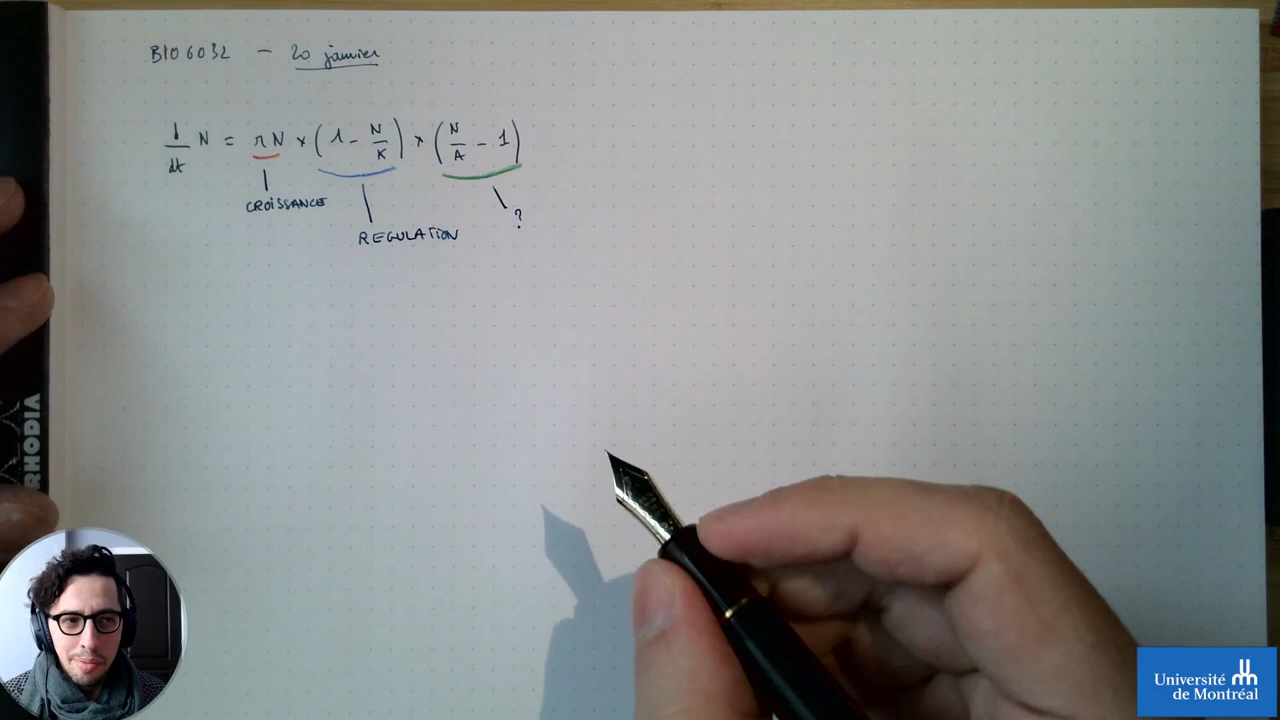 BIO 6032 - 20 janvier
d/dt N = rN × (1 - N/K) × (N/A - 1)
CROISSANCE
REGULATION
?
RHODIA
Université
de Montréal